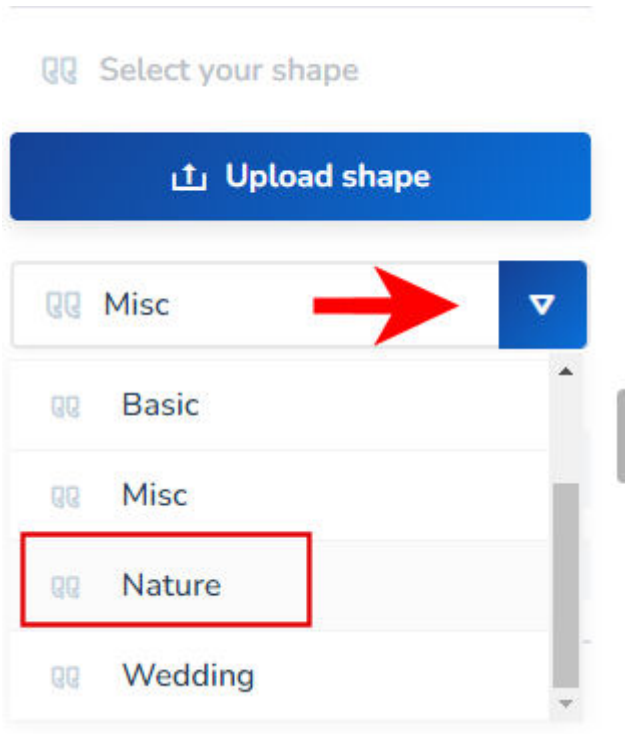 Select your shape
Upload shape
Misc
Basic
Misc
Nature
Wedding